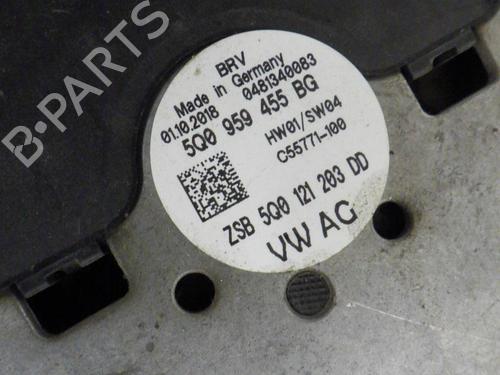 BRV
Made in Germany
01.10.2018 0481340083
5Q0 959 455 BG
HW01/SW04
C55771-100
ZSB 5Q0 121 203 DD
VW AG
B-PARTS